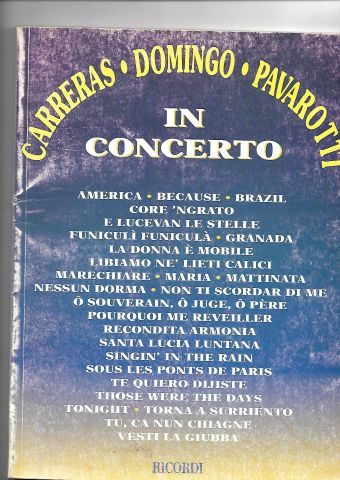 CARRERAS • DOMINGO • PAVAROTTI
IN
CONCERTO
AMERICA • BECAUSE • BRAZIL
CORE 'NGRATO
E LUCEVAN LE STELLE
FUNICULÌ FUNICULÀ • GRANADA
LA DONNA È MOBILE
LIBIAMO NE' LIETI CALICI
MARECHIARE • MARIA • MATTINATA
NESSUN DORMA • NON TI SCORDAR DI ME
Ô SOUVERAIN, Ô JUGE, Ô PÈRE
POURQUOI ME REVEILLER
RECONDITA ARMONIA
SANTA LUCIA LUNTANA
SINGIN' IN THE RAIN
SOUS LES PONTS DE PARIS
TE QUIERO DIJISTE
THOSE WERE THE DAYS
TONIGHT • TORNA A SURRIENTO
TU, CA NUN CHIAGNE
VESTI LA GIUBBA
RICORDI